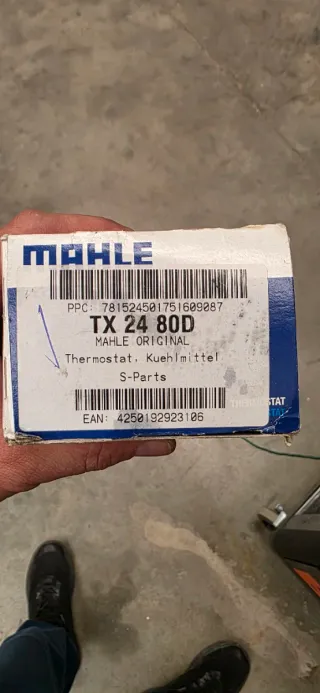 MAHLE
PPC: 781524501751609087
TX 24 80D
MAHLE ORIGINAL
Thermostat, Kuehlmittel
S-Parts
THERMOSTAT
EAN: 4250192923106